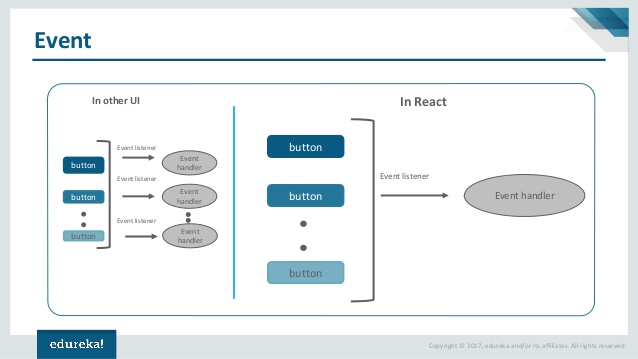 Event
In other UI
button
button
button
Event listener
Event listener
Event listener
Event
handler
Event
handler
Event
handler
In React
button
button
button
Event listener
Event handler
edureka!
Copyright © 2017, edureka and/or its affiliates. All rights reserved.